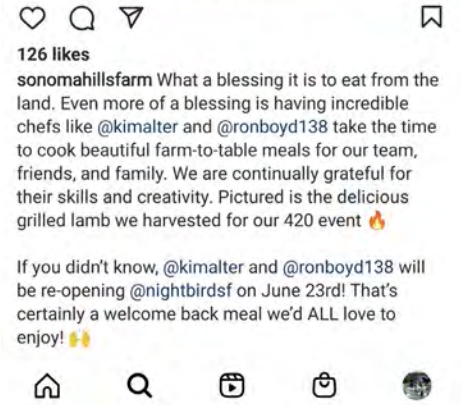 126 likes
sonomahillsfarm What a blessing it is to eat from the
land. Even more of a blessing is having incredible
chefs like @kimalter and @ronboyd138 take the time
to cook beautiful farm-to-table meals for our team,
friends, and family. We are continually grateful for
their skills and creativity. Pictured is the delicious
grilled lamb we harvested for our 420 event 🔥
If you didn't know, @kimalter and @ronboyd138 will
be re-opening @nightbirdsf on June 23rd! That's
certainly a welcome back meal we'd ALL love to
enjoy! 🙌